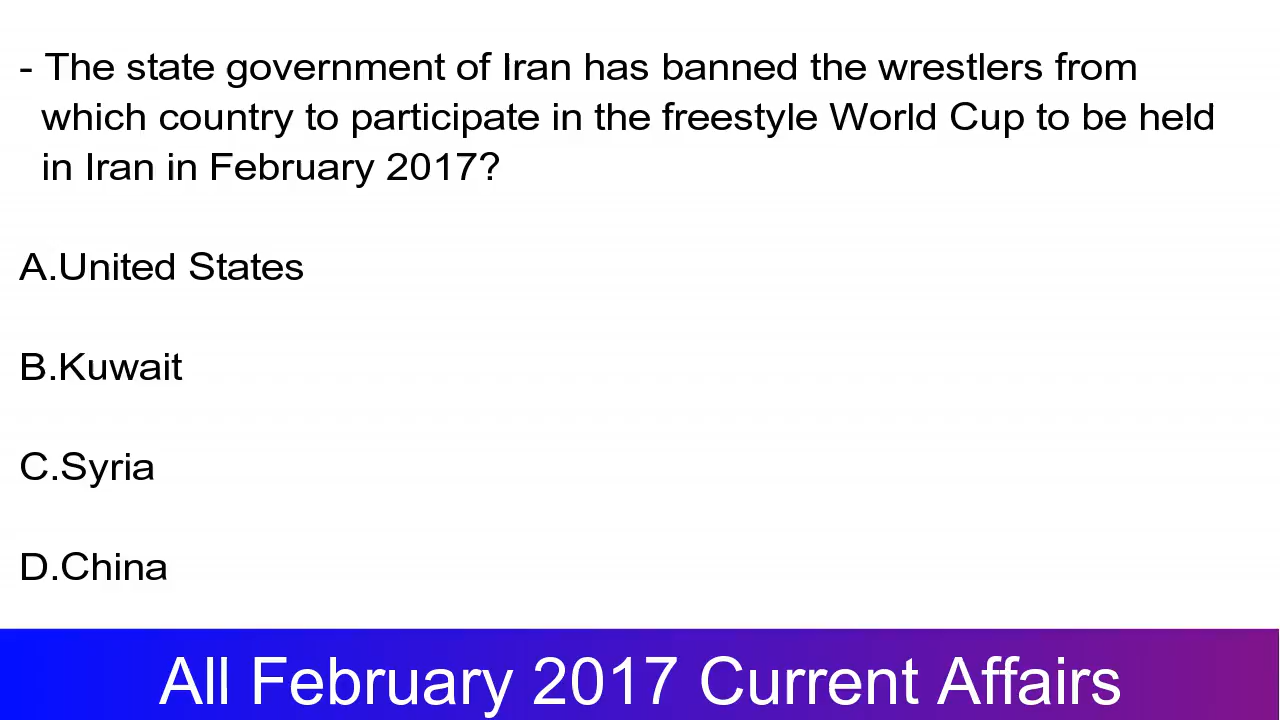 - The state government of Iran has banned the wrestlers from
which country to participate in the freestyle World Cup to be held
in Iran in February 2017?
A.United States
B.Kuwait
C.Syria
D.China
All February 2017 Current Affairs